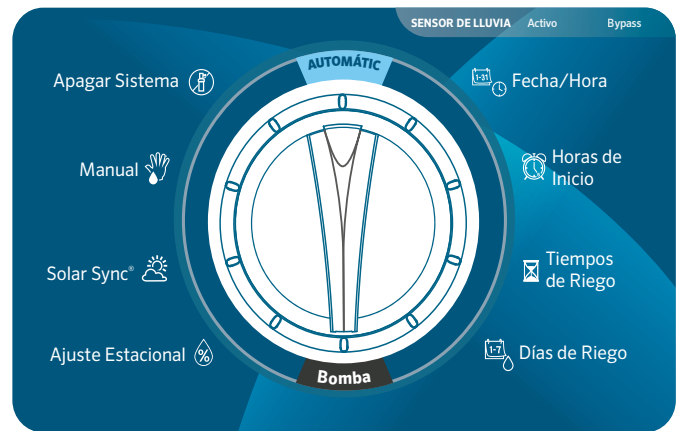 SENSOR DE LLUVIA Activo Bypass
AUTOMÁTIC
Apagar Sistema
1-31
Fecha/Hora
Manual
Horas de
Inicio
Solar Sync®
Tiempos
de Riego
Ajuste Estacional
%
1-7
Días de Riego
Bomba